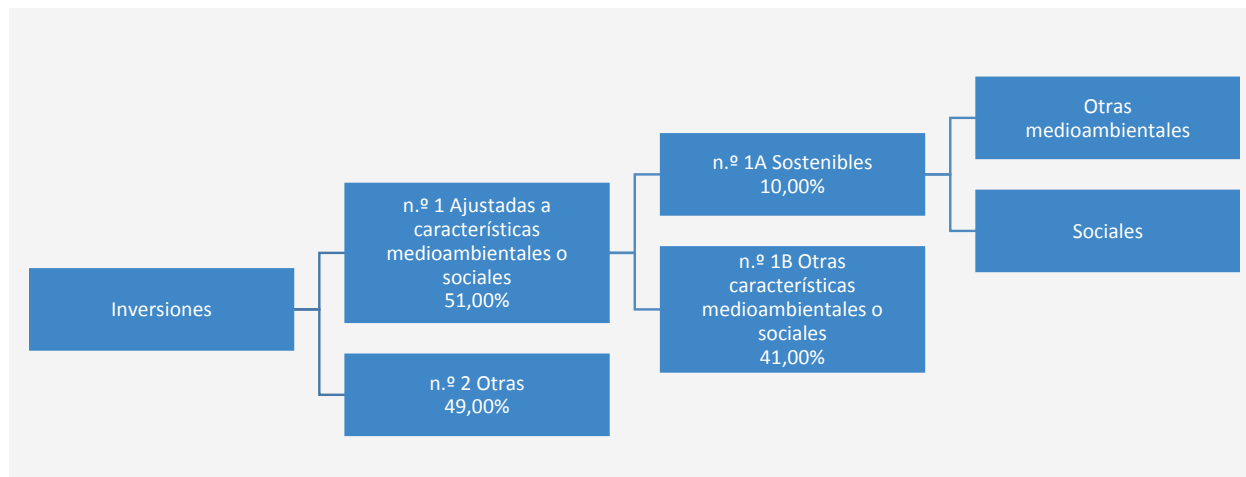 Inversiones
n.º 1 Ajustadas a
características
medioambientales o
sociales
51,00%
n.º 2 Otras
49,00%
n.º 1A Sostenibles
10,00%
n.º 1B Otras
características
medioambientales o
sociales
41,00%
Otras
medioambientales
Sociales